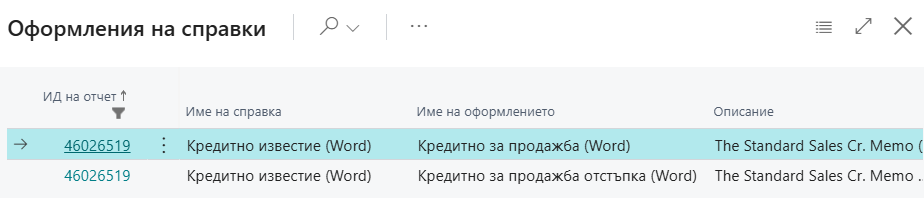 Оформления на справки
ИД на отчет ↑ Име на справка Име на оформлението Описание
46026519 Кредитно известие (Word) Кредитно за продажба (Word) The Standard Sales Cr. Memo (
46026519 Кредитно известие (Word) Кредитно за продажба отстъпка (Word) The Standard Sales Cr. Memo ...